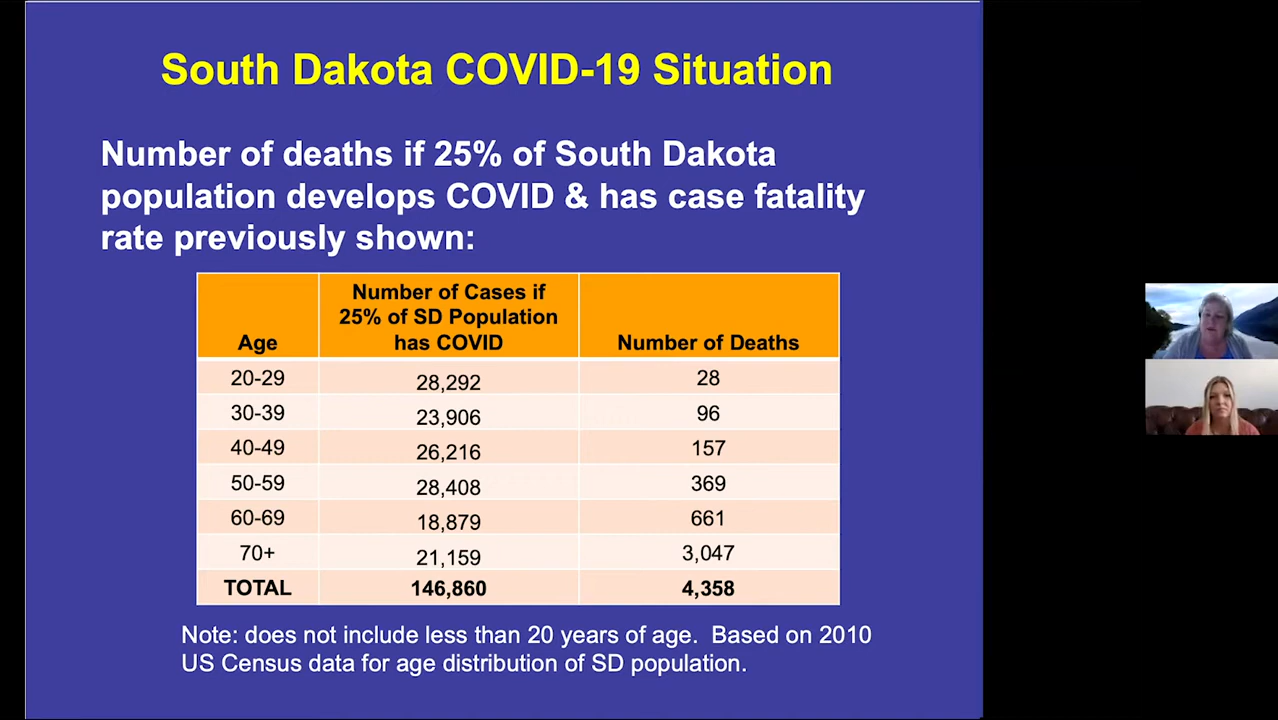 South Dakota COVID-19 Situation
Number of deaths if 25% of South Dakota
population develops COVID & has case fatality
rate previously shown:
Age
Number of Cases if
25% of SD Population
has COVID
Number of Deaths
20-29 28,292 28
30-39 23,906 96
40-49 26,216 157
50-59 28,408 369
60-69 18,879 661
70+ 21,159 3,047
TOTAL 146,860 4,358
Note: does not include less than 20 years of age. Based on 2010
US Census data for age distribution of SD population.